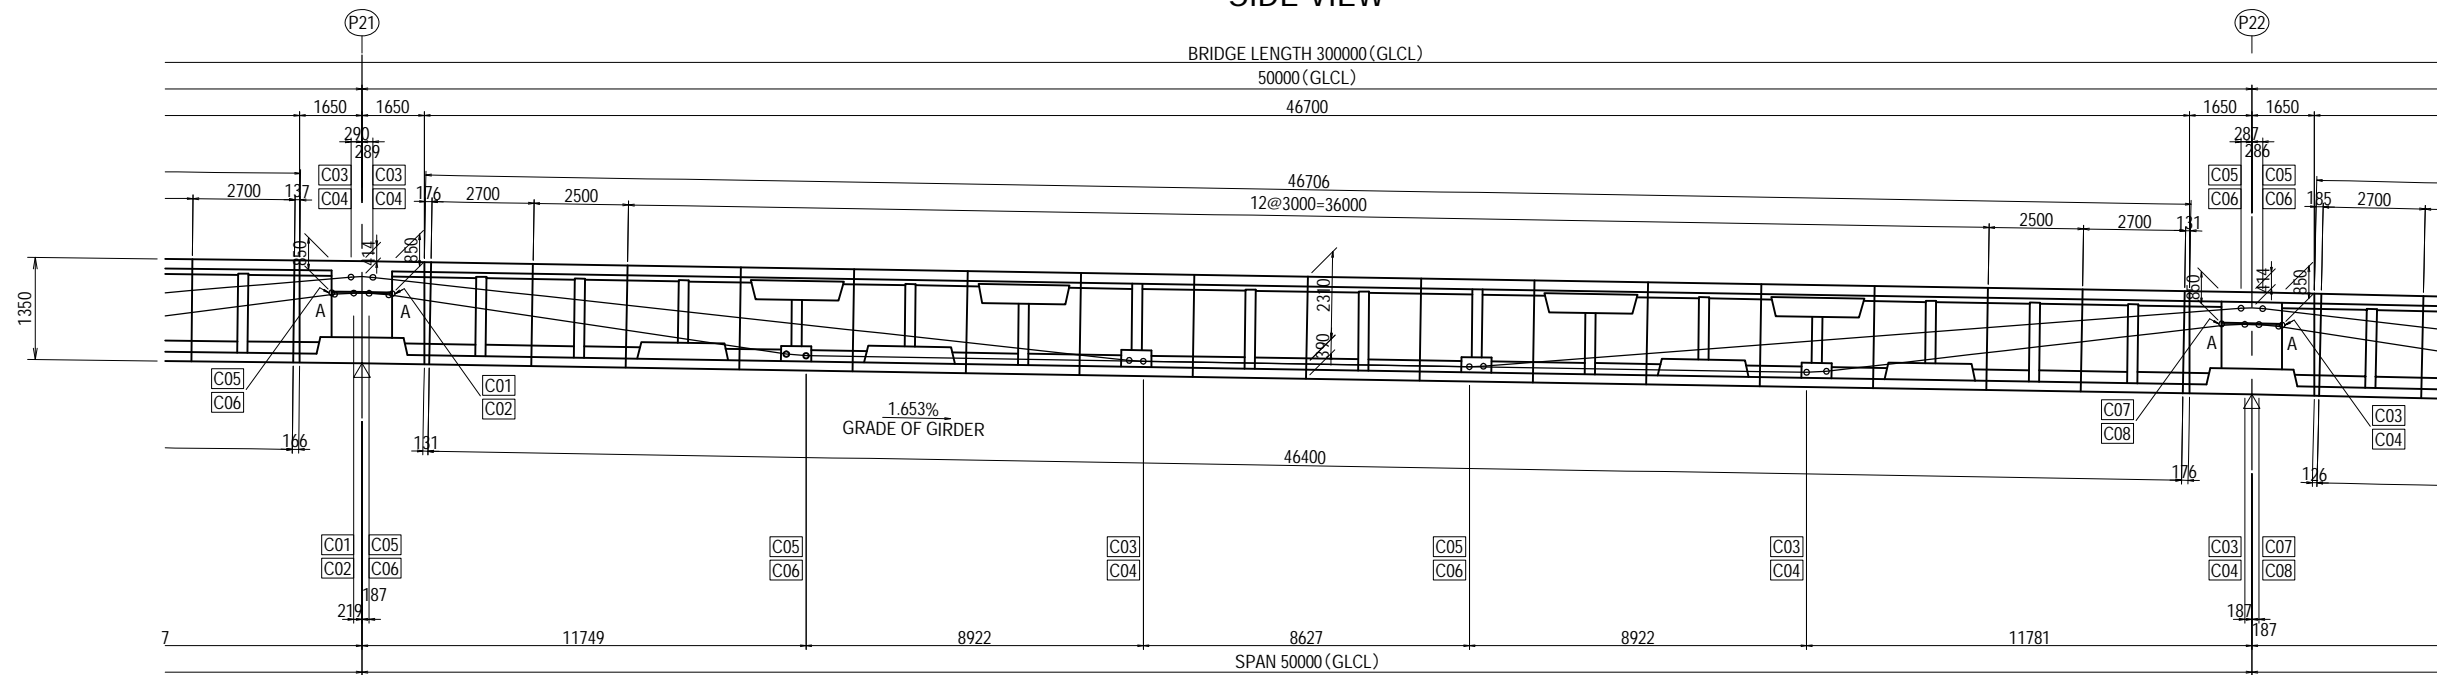 SIDE VIEW
P21
P22
BRIDGE LENGTH 300000(GLCL)
50000(GLCL)
1650 1650 46700 1650 1650
290 287
289 286
C03 C03 C05 C05
C04 C04 C06 C06
46706
2700 137 176 2700 2500 12@3000=36000 2500 2700 131 185 2700
850 414 850 2310 390 850 414 850
1350
A A A A
C05 C01 C07 C03
C06 C02 C08 C04
1.653%
GRADE OF GIRDER
166 131 46400 176 126
C01 C05 C05 C03 C05 C03 C03 C07
C02 C06 C06 C04 C06 C04 C04 C08
187
219 187
187
7 11749 8922 8627 8922 11781
SPAN 50000(GLCL)